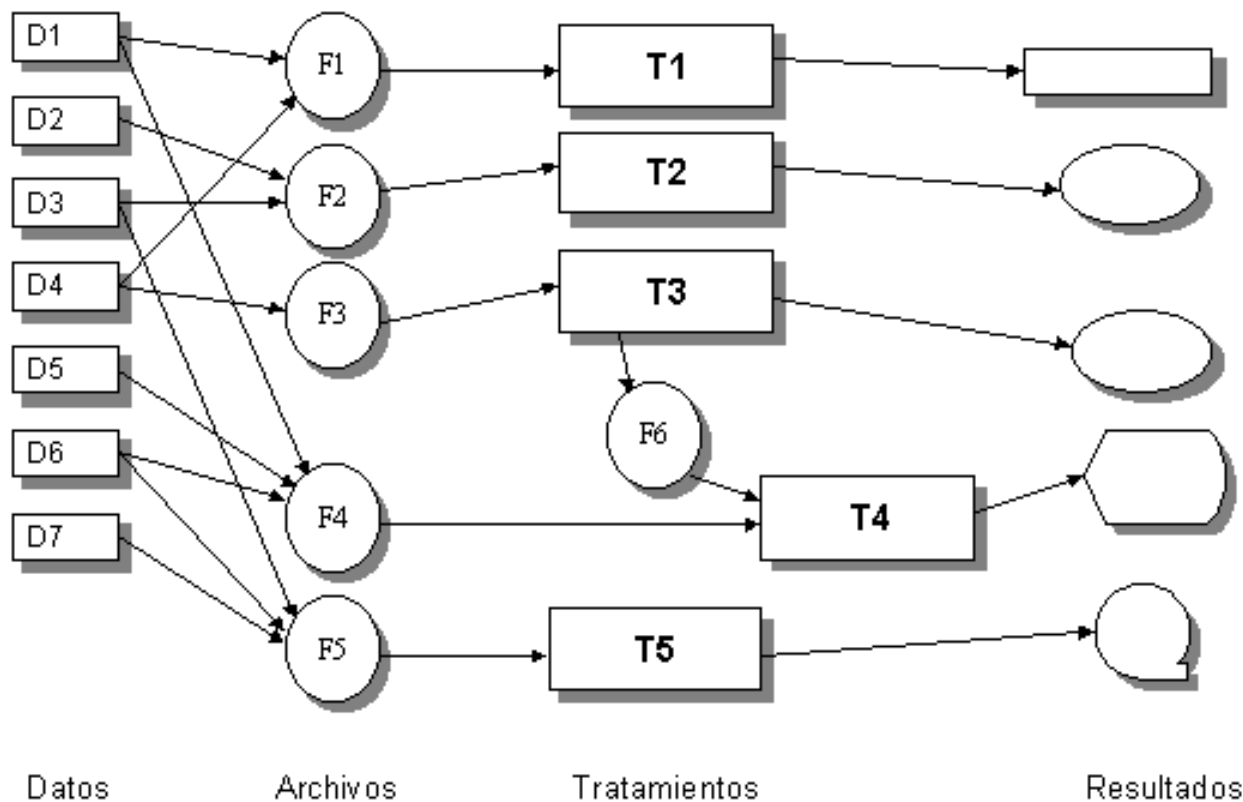 D1
F1
T1
D2
F2
T2
D3
D4
F3
T3
D5
D6
F6
F4
T4
D7
F5
T5
Datos
Archivos
Tratamientos
Resultados